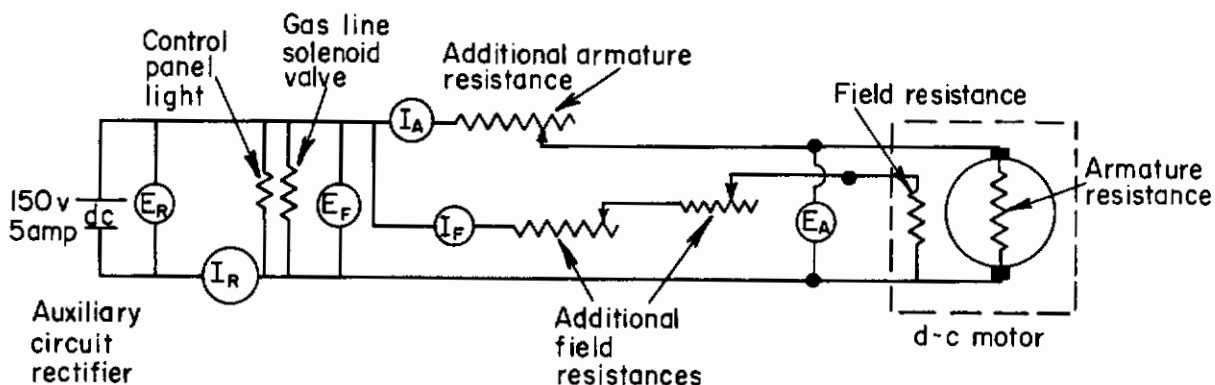 Control
panel
light
Gas line
solenoid
valve
Additional armature
resistance
Field resistance
Armature
resistance
I_A
150 v
dc
5 amp
E_R
E_F
I_F
E_A
I_R
Auxiliary
circuit
rectifier
Additional
field
resistances
d-c motor